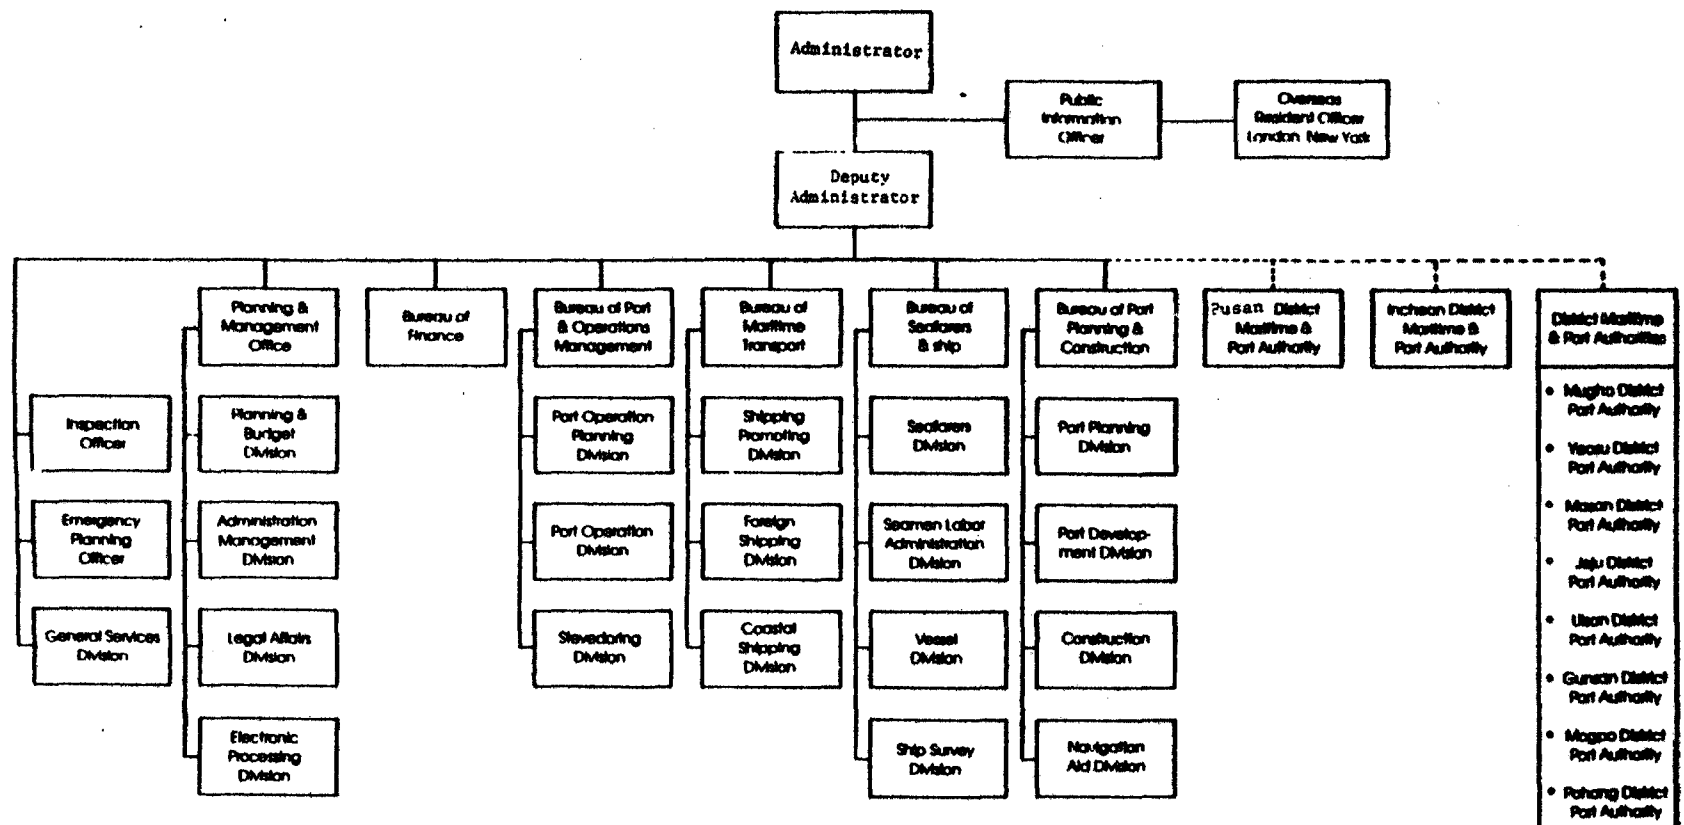 Administrator
Public
Information
Officer
Overseas
Resident Officer
London New York
Deputy
Administrator
Planning &
Management
Office
Bureau of
Finance
Bureau of Port
& Operations
Management
Bureau of
Maritime
Transport
Bureau of
Seafarers
& ship
Bureau of Port
Planning &
Construction
Pusan District
Maritime &
Port Authority
Incheon District
Maritime &
Port Authority
District Maritime
& Port Authorities
Inspection
Officer
Emergency
Planning
Officer
General Services
Division
Planning &
Budget
Division
Administration
Management
Division
Legal Affairs
Division
Electronic
Processing
Division
Port Operation
Planning
Division
Port Operation
Division
Stevedoring
Division
Shipping
Promoting
Division
Foreign
Shipping
Division
Coastal
Shipping
Division
Seafarers
Division
Seamen Labor
Administration
Division
Vessel
Division
Ship Survey
Division
Port Planning
Division
Port Develop-
ment Division
Construction
Division
Navigation
Aid Division
• Mugho District
Port Authority
• Yeosu District
Port Authority
• Masan District
Port Authority
• Jeju District
Port Authority
• Ulsan District
Port Authority
• Gunsan District
Port Authority
• Mogpo District
Port Authority
• Pohang District
Port Authority